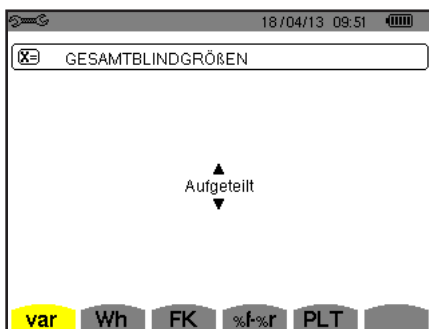 18/04/13 09:51
X= GESAMTBLINDGRÖßEN
Aufgeteilt
var Wh FK %f-%r PLT